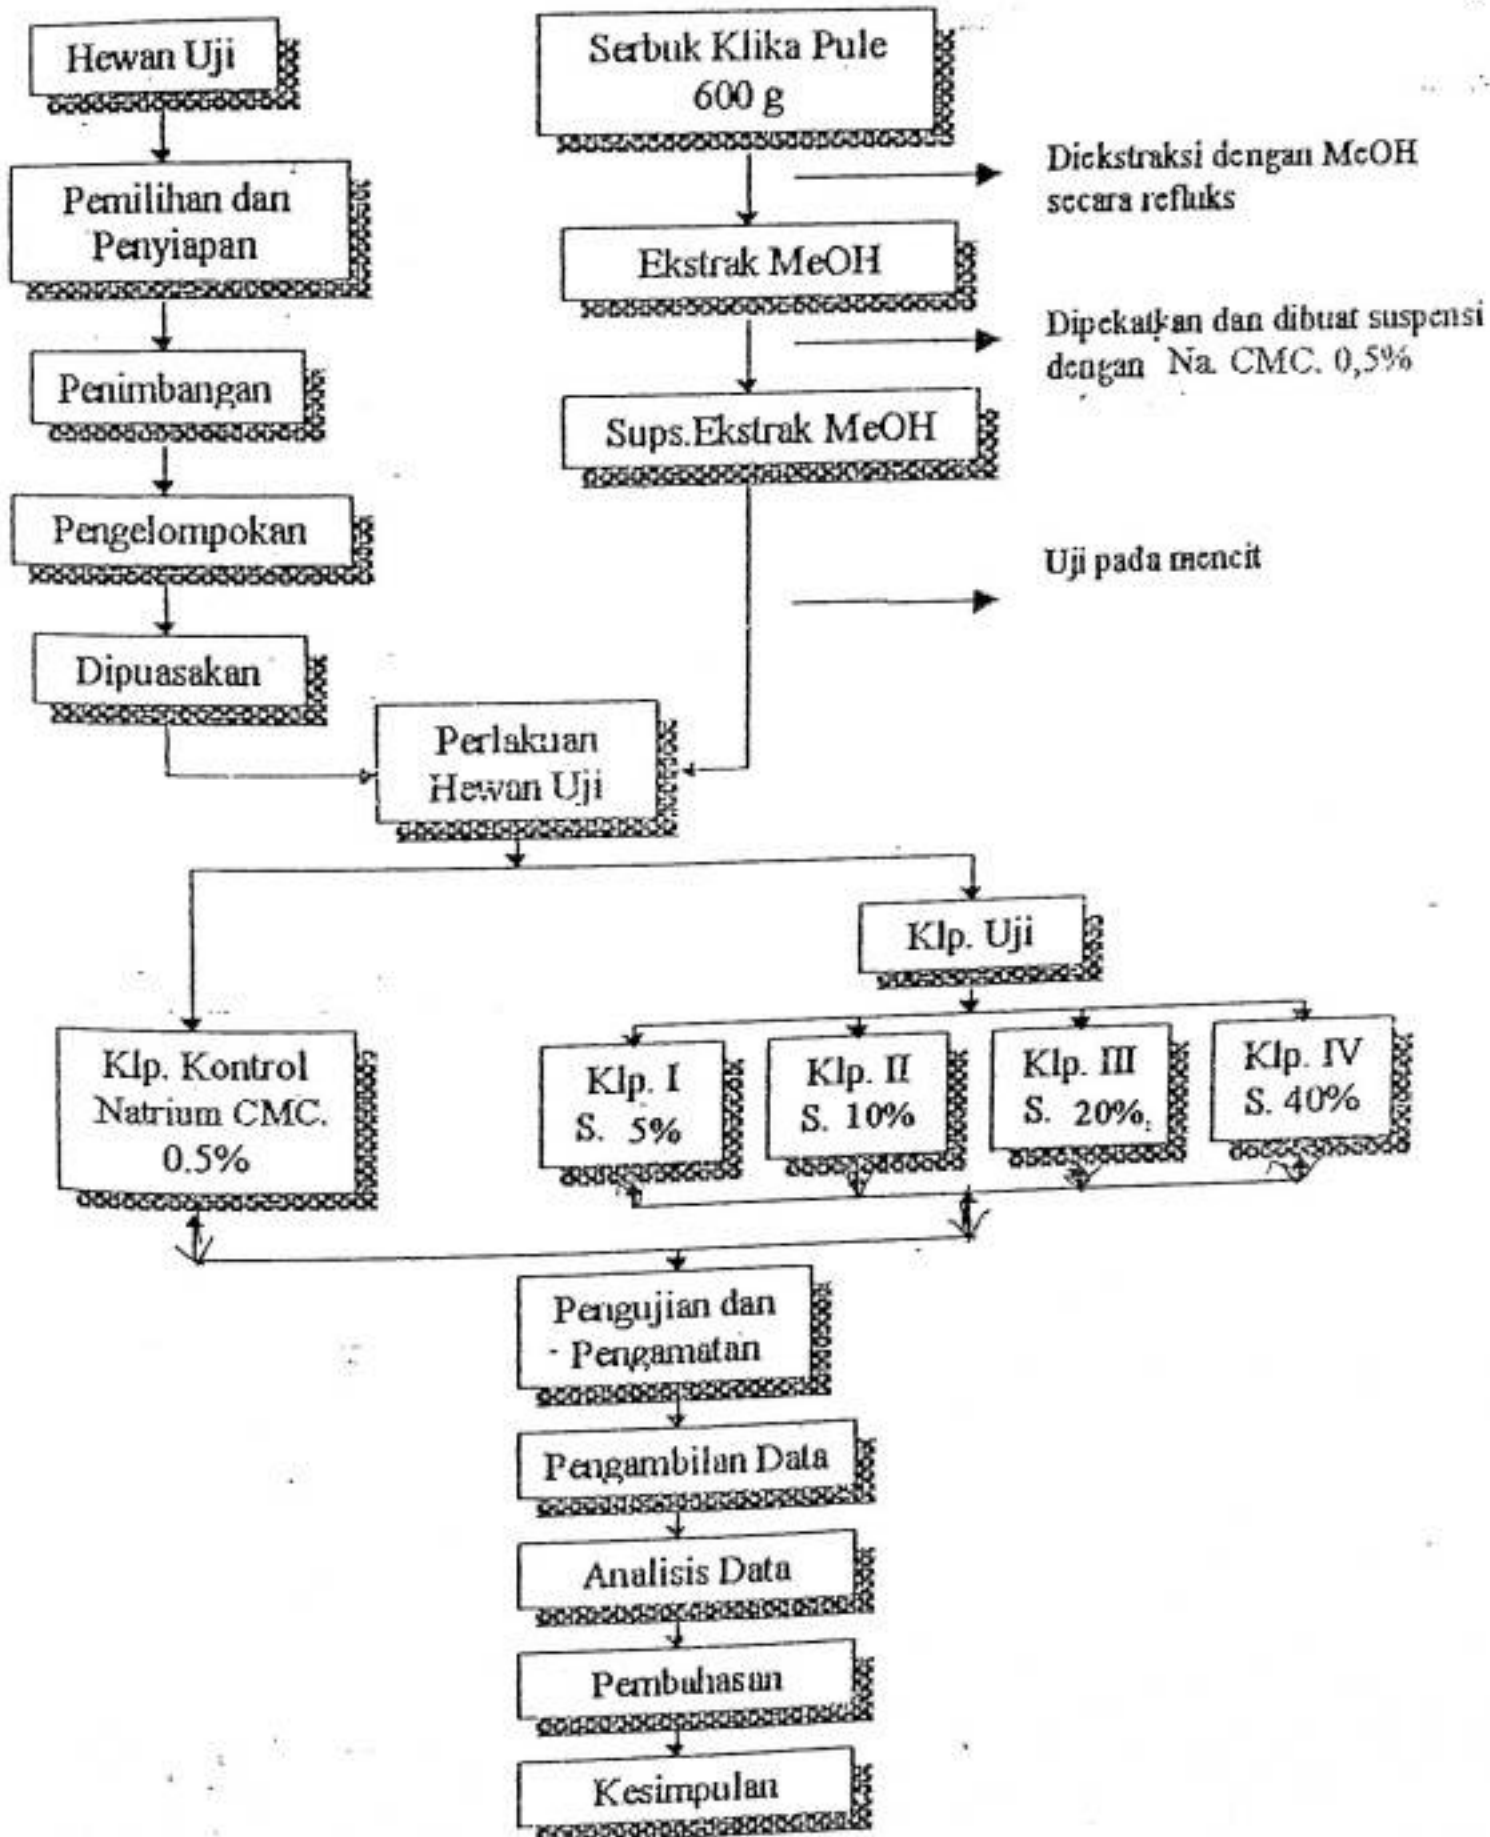 Hewan Uji
Pemilihan dan
Penyiapan
Penimbangan
Pengelompokan
Dipuasakan
Serbuk Klika Pule
600 g
Diekstraksi dengan MeOH
secara refluks
Ekstrak MeOH
Dipekatkan dan dibuat suspensi
dengan Na. CMC. 0,5%
Sups.Ekstrak MeOH
Uji pada mencit
Perlakuan
Hewan Uji
Klp. Uji
Klp. Kontrol
Natrium CMC.
0.5%
Klp. I
S. 5%
Klp. II
S. 10%
Klp. III
S. 20%
Klp. IV
S. 40%
Pengujian dan
Pengamatan
Pengambilan Data
Analisis Data
Pembahasan
Kesimpulan